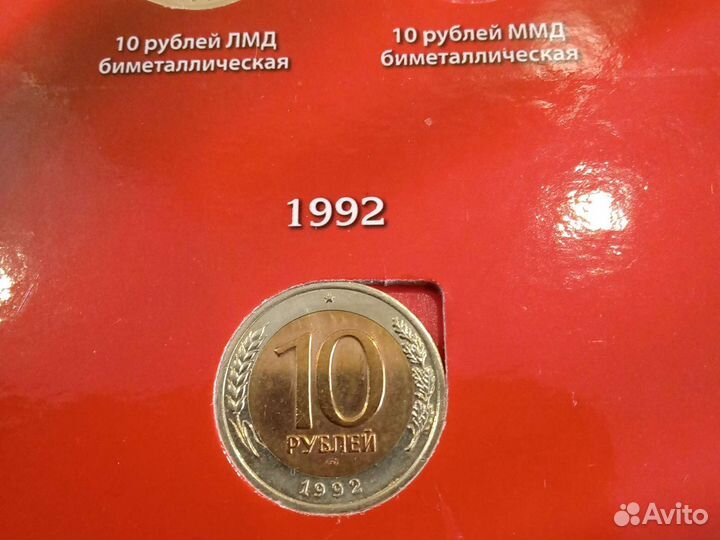 10 рублей ЛМД
биметаллическая
10 рублей ММД
биметаллическая
1992
10
РУБЛЕЙ
1992
Avito